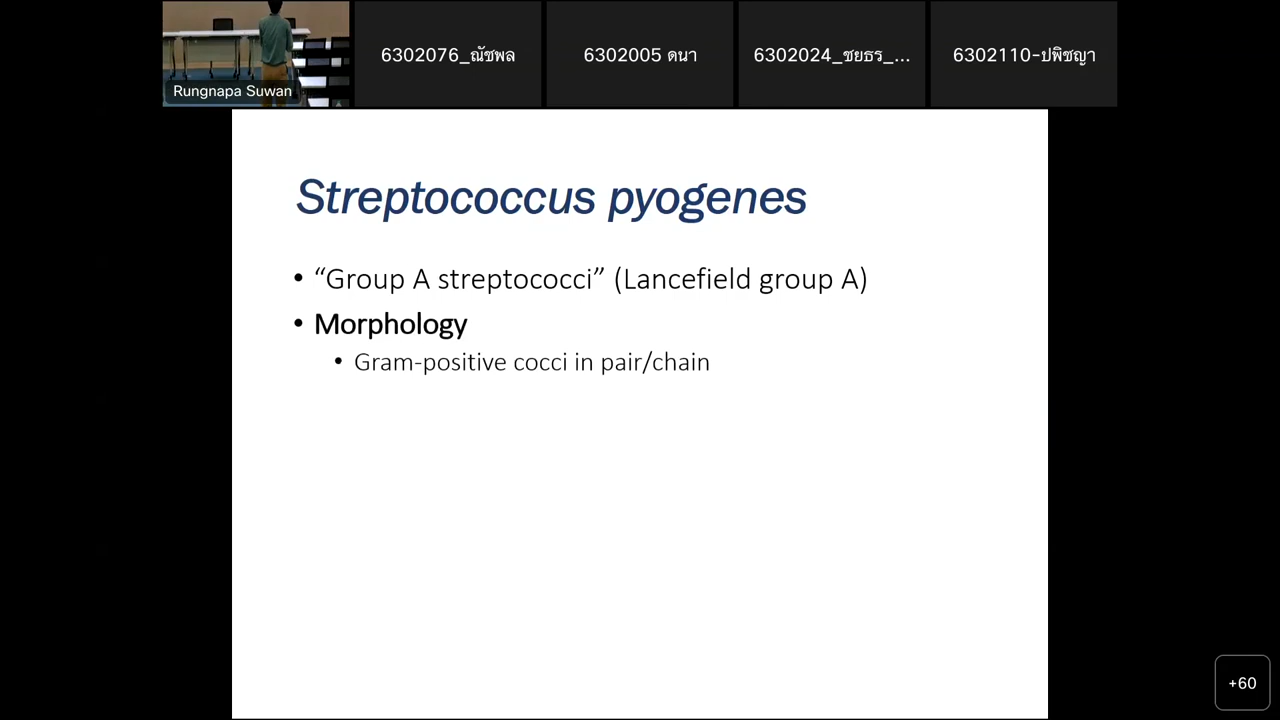 Rungnapa Suwan
6302076_ณัชพล
6302005 ดนา
6302024_ชยธร_...
6302110-ปพิชญา
Streptococcus pyogenes
• “Group A streptococci” (Lancefield group A)
• Morphology
• Gram-positive cocci in pair/chain
+60